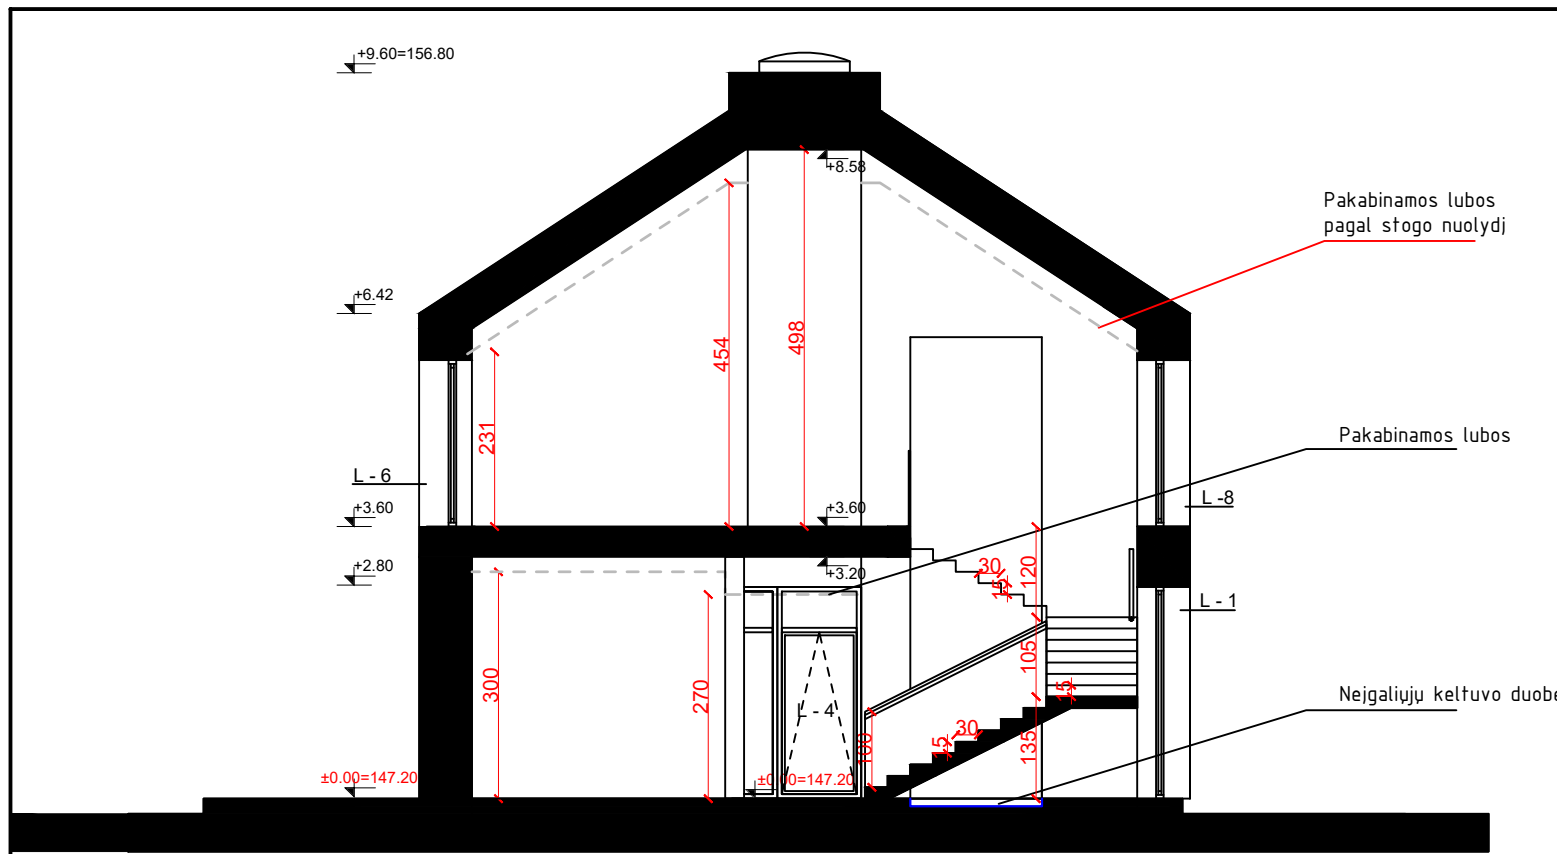 +9.60=156.80
+8.58
Pakabinamos lubos
pagal stogo nuolydį
+6.42
454
498
231
Pakabinamos lubos
L - 6
L -8
+3.60
+3.60
120
+2.80
+3.20
30
15
L - 1
105
300
270
15
Neįgaliųjų keltuvo duobė
L - 4
30
15
100
135
±0.00=147.20
±0.00=147.20